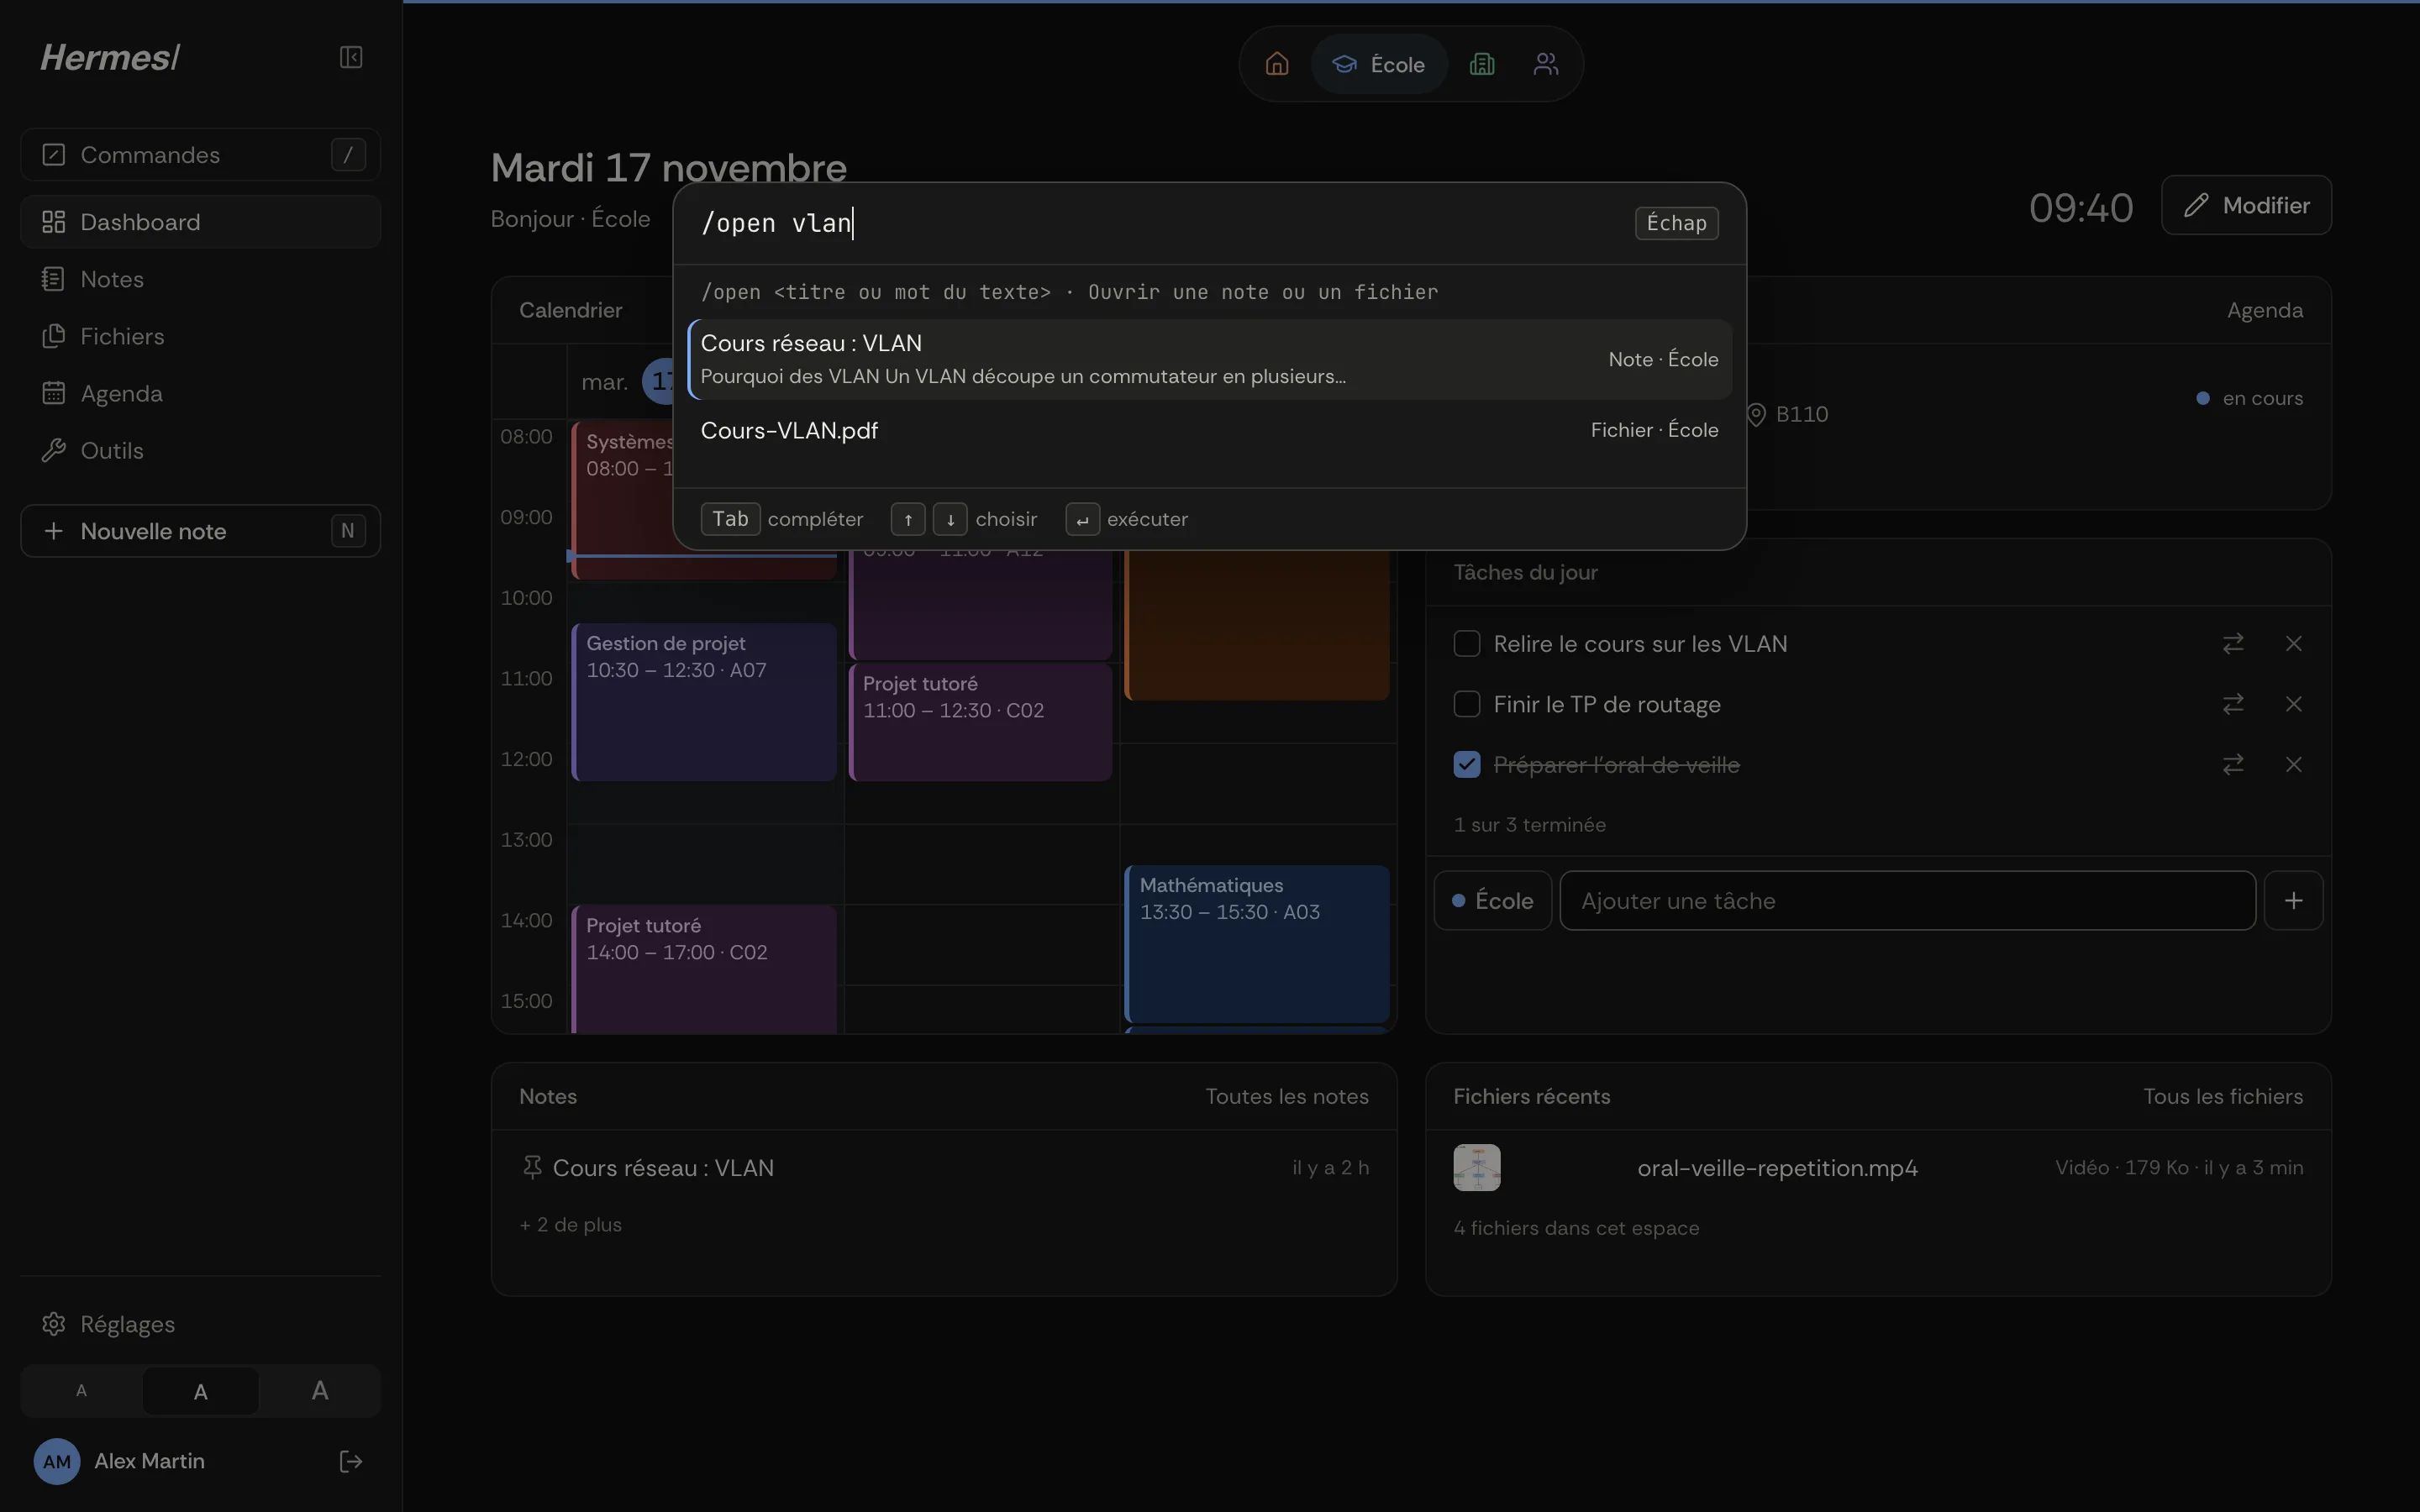 Hermes/
Commandes /
Dashboard
Notes
Fichiers
Agenda
Outils
Nouvelle note N
Réglages
A A A
AM Alex Martin
École
Mardi 17 novembre
Bonjour · École
09:40
Modifier
/open vlan
Échap
/open <titre ou mot du texte> · Ouvrir une note ou un fichier
Cours réseau : VLAN
Pourquoi des VLAN Un VLAN découpe un commutateur en plusieurs...
Note · École
Cours-VLAN.pdf
Fichier · École
Tab compléter ↑ ↓ choisir ↵ exécuter
Calendrier
mar. 17
08:00
09:00
10:00
11:00
12:00
13:00
14:00
15:00
Systèmes
08:00 – 1
Gestion de projet
10:30 – 12:30 · A07
Projet tutoré
14:00 – 17:00 · C02
09:00 – 11:00 · A12
Projet tutoré
11:00 – 12:30 · C02
Mathématiques
13:30 – 15:30 · A03
Agenda
B110
en cours
Tâches du jour
Relire le cours sur les VLAN
Finir le TP de routage
Préparer l'oral de veille
1 sur 3 terminée
École
Ajouter une tâche
Notes
Toutes les notes
Cours réseau : VLAN
il y a 2 h
+ 2 de plus
Fichiers récents
Tous les fichiers
oral-veille-repetition.mp4
Vidéo · 179 Ko · il y a 3 min
4 fichiers dans cet espace